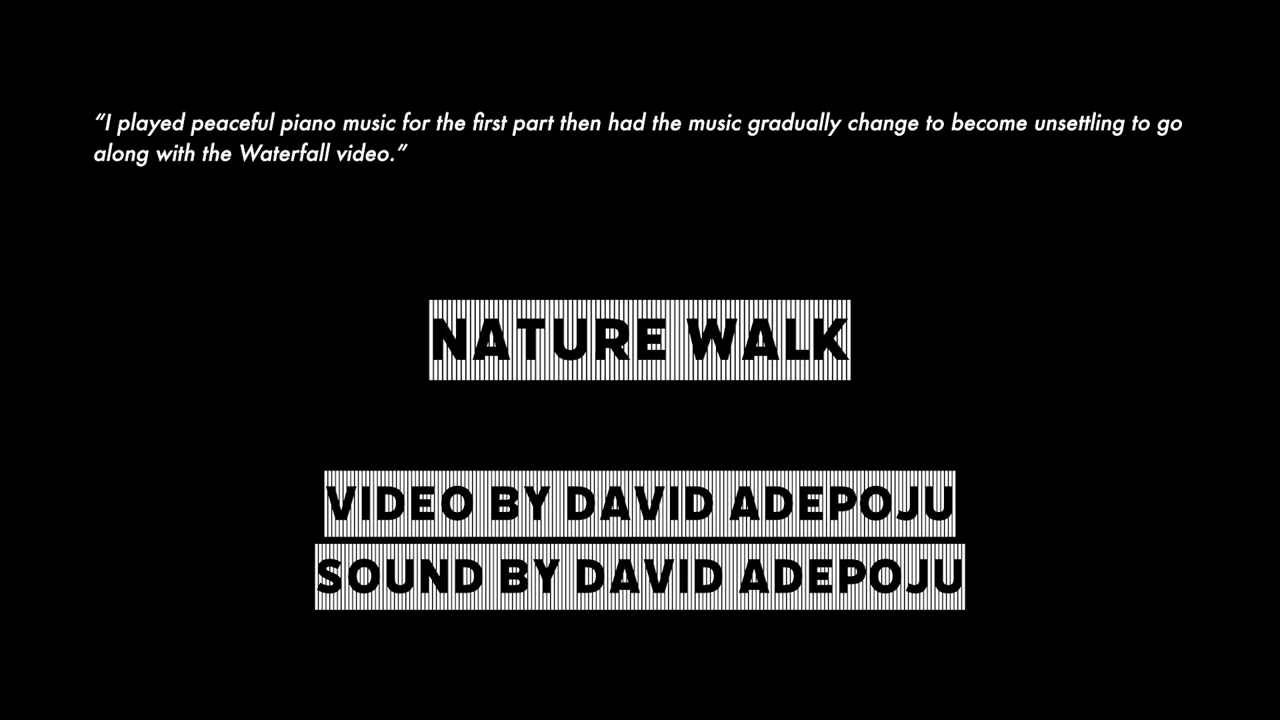 “I played peaceful piano music for the first part then had the music gradually change to become unsettling to go
along with the Waterfall video.”
NATURE WALK
VIDEO BY DAVID ADEPOJU
SOUND BY DAVID ADEPOJU